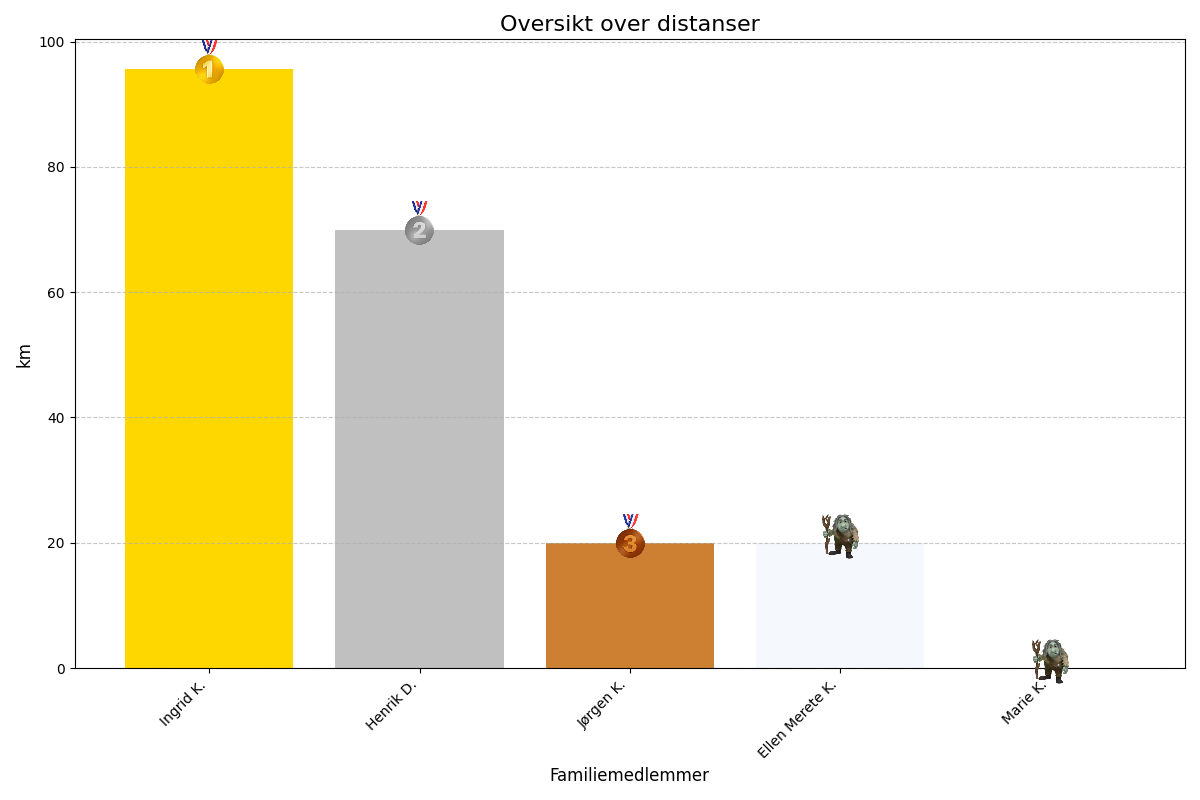 Oversikt over distanser
km
100
80
60
40
20
0
1
2
3
Ingrid K.
Henrik D.
Jørgen K.
Ellen Merete K.
Marie K.
Familiemedlemmer